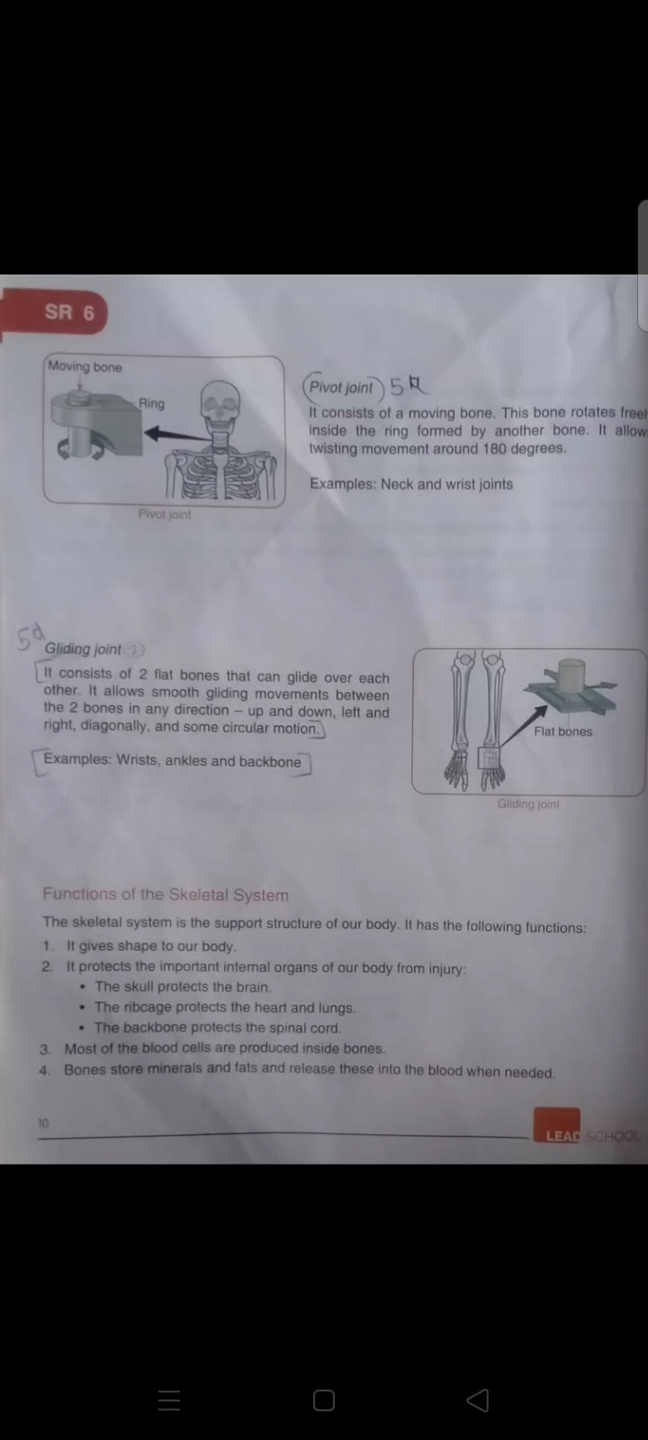 SR 6
Moving bone
Ring
Pivot joint
Pivot joint 5
It consists of a moving bone. This bone rotates freel
inside the ring formed by another bone. It allow
twisting movement around 180 degrees.
Examples: Neck and wrist joints
5d
Gliding joint 2
It consists of 2 flat bones that can glide over each
other. It allows smooth gliding movements between
the 2 bones in any direction – up and down, left and
right, diagonally, and some circular motion.
Examples: Wrists, ankles and backbone
Flat bones
Gliding joint
Functions of the Skeletal System
The skeletal system is the support structure of our body. It has the following functions:
1. It gives shape to our body.
2. It protects the important internal organs of our body from injury:
• The skull protects the brain.
• The ribcage protects the heart and lungs.
• The backbone protects the spinal cord.
3. Most of the blood cells are produced inside bones.
4. Bones store minerals and fats and release these into the blood when needed.
10
LEAD SCHOOL